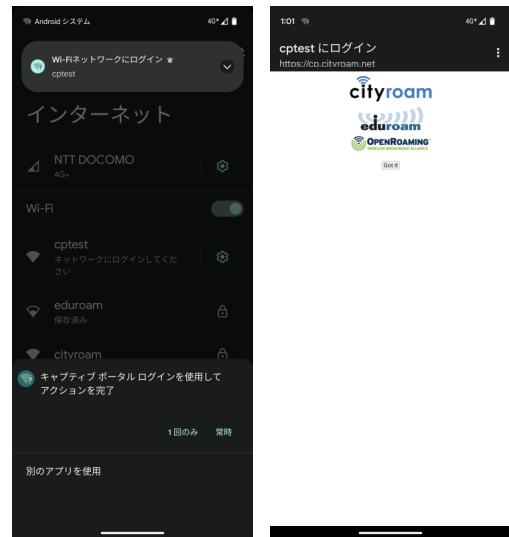 Android システム
4G+
Wi-Fiネットワークにログイン
cptest
インターネット
NTT DOCOMO
4G+
Wi-Fi
cptest
ネットワークにログインしてくだ
さい
eduroam
保存済み
cityroam
キャプティブ ポータル ログインを使用して
アクションを完了
1 回のみ
常時
別のアプリを使用
1:01
4G+
cptest にログイン
https://cp.cityroam.net
cityroam
eduroam
OPENROAMING
WIRELESS BROADBAND ALLIANCE
Got it